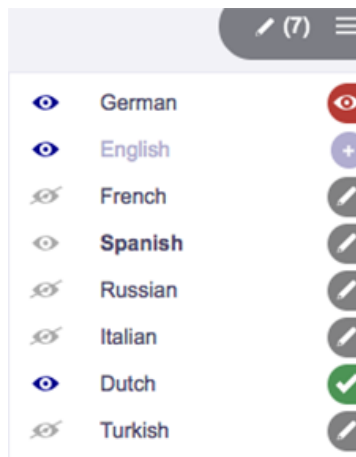 (7)
German
English
French
Spanish
Russian
Italian
Dutch
Turkish